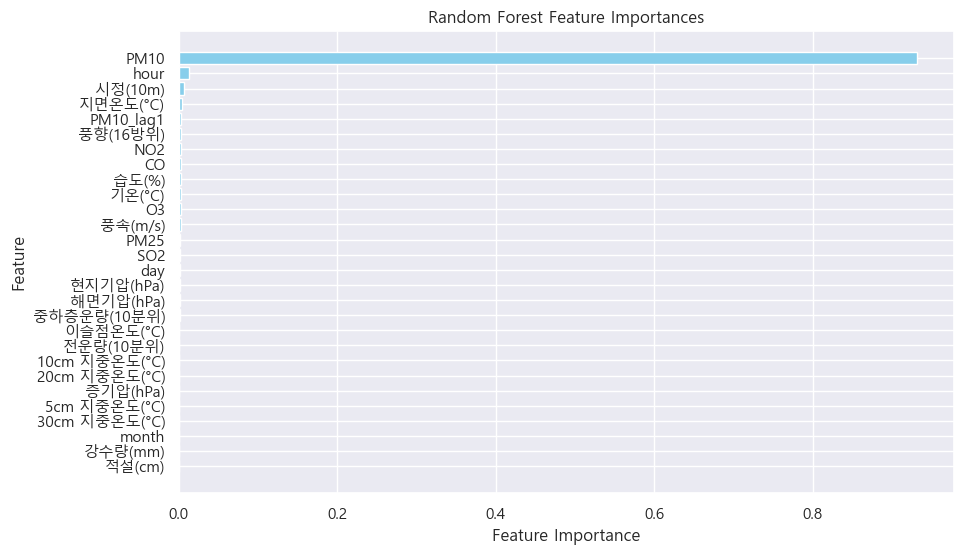 Random Forest Feature Importances
PM10
hour
시정(10m)
지면온도(°C)
PM10_lag1
풍향(16방위)
NO2
CO
습도(%)
기온(°C)
O3
풍속(m/s)
PM25
SO2
day
현지기압(hPa)
해면기압(hPa)
중하층운량(10분위)
이슬점온도(°C)
전운량(10분위)
10cm 지중온도(°C)
20cm 지중온도(°C)
증기압(hPa)
5cm 지중온도(°C)
30cm 지중온도(°C)
month
강수량(mm)
적설(cm)
Feature
0.0 0.2 0.4 0.6 0.8
Feature Importance